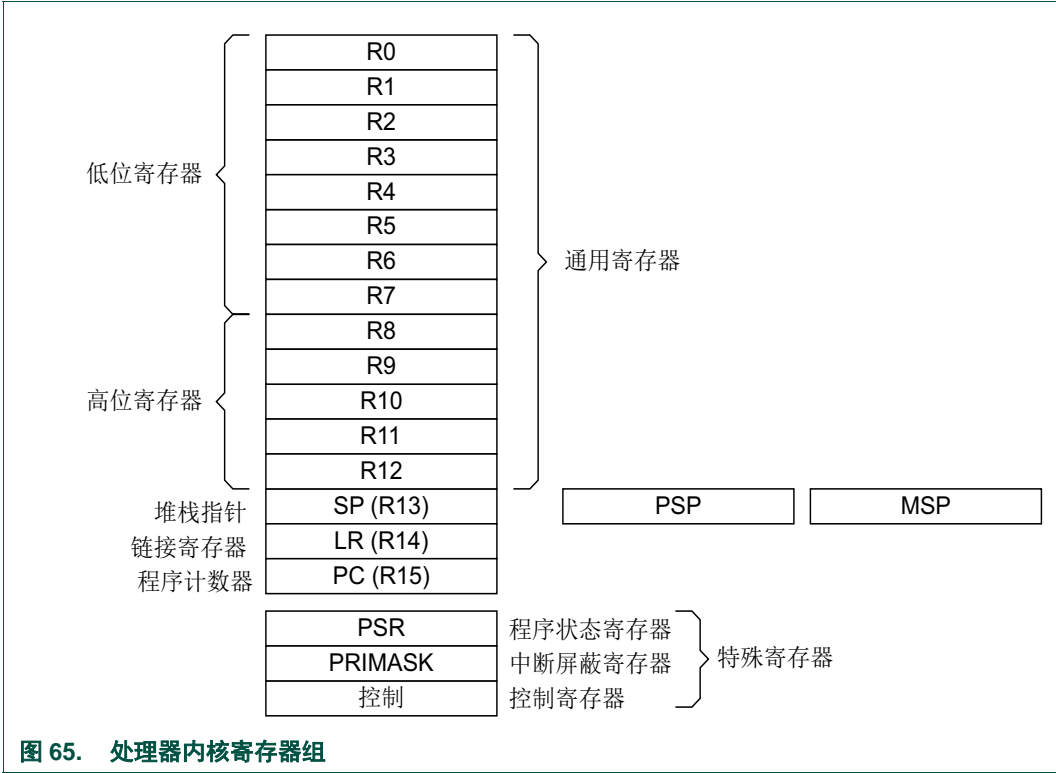 R0
R1
R2
R3
低位寄存器
R4
R5
R6
通用寄存器
R7
R8
R9
高位寄存器
R10
R11
R12
堆栈指针 SP (R13) PSP MSP
链接寄存器 LR (R14)
程序计数器 PC (R15)
PSR 程序状态寄存器
PRIMASK 中断屏蔽寄存器 特殊寄存器
控制 控制寄存器
图 65. 处理器内核寄存器组